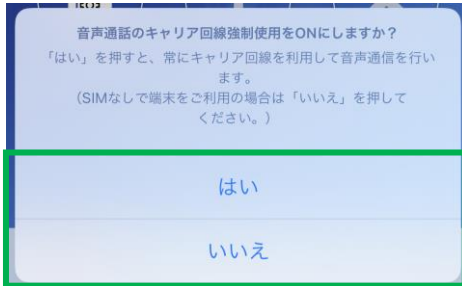 音声通話のキャリア回線強制使用をONにしますか？
「はい」を押すと、常にキャリア回線を利用して音声通信を行い
ます。
（SIMなしで端末をご利用の場合は「いいえ」を押して
ください。）
はい
いいえ